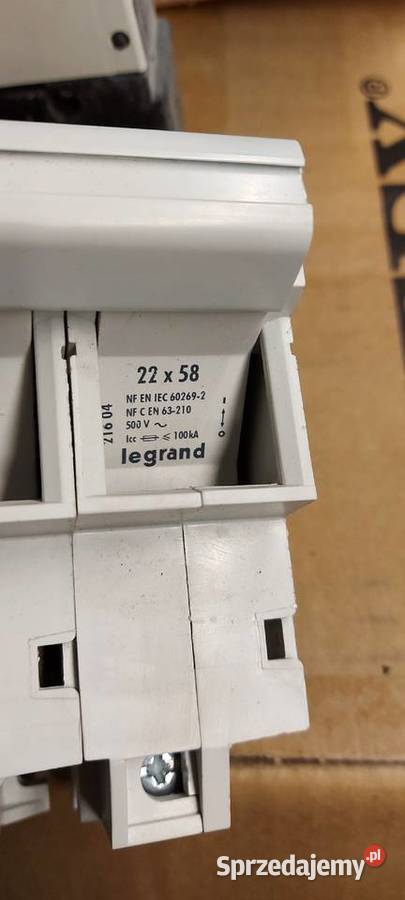 22 x 58
NF EN IEC 60269-2
NF C EN 63-210
500 V ~
Icc ≤ 100kA
legrand
216 04
Sprzedajemy.pl